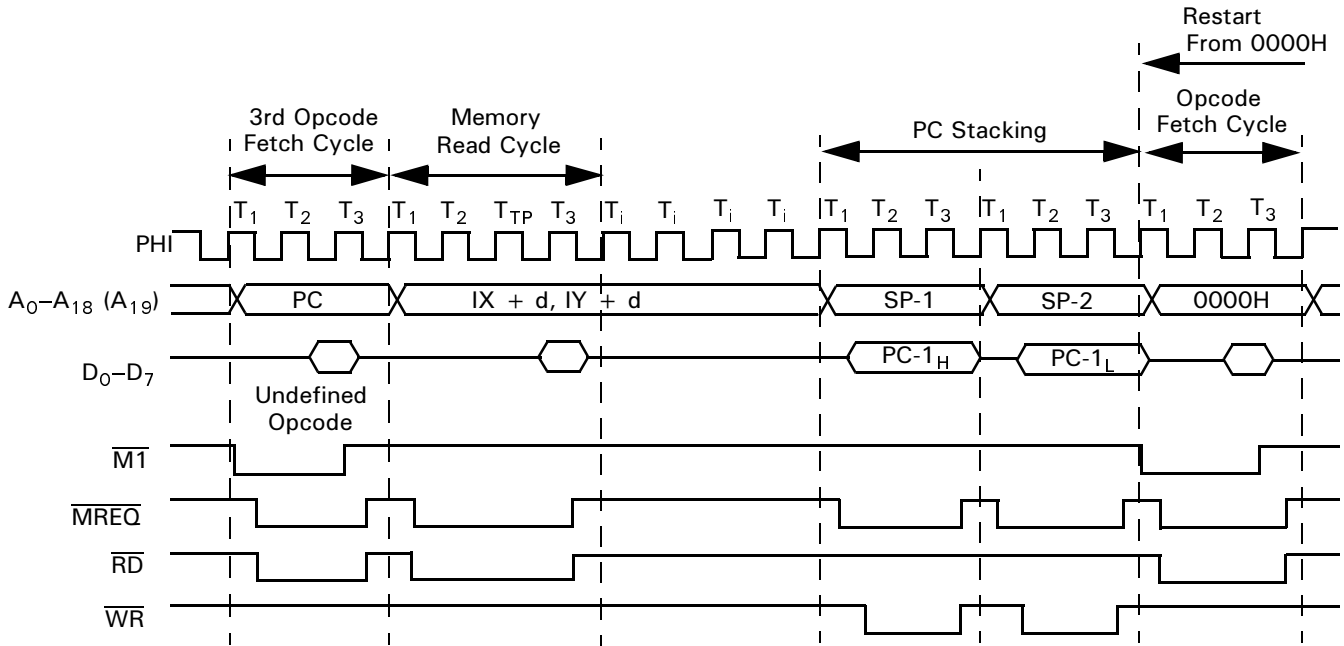 Restart
From 0000H
3rd Opcode
Fetch Cycle
Memory
Read Cycle
PC Stacking
Opcode
Fetch Cycle
T1 T2 T3 T1 T2 TTP T3 Ti Ti Ti Ti T1 T2 T3 T1 T2 T3 T1 T2 T3
PHI
A0–A18 (A19) PC IX + d, IY + d SP-1 SP-2 0000H
D0–D7 PC-1H PC-1L
Undefined
Opcode
M1
MREQ
RD
WR